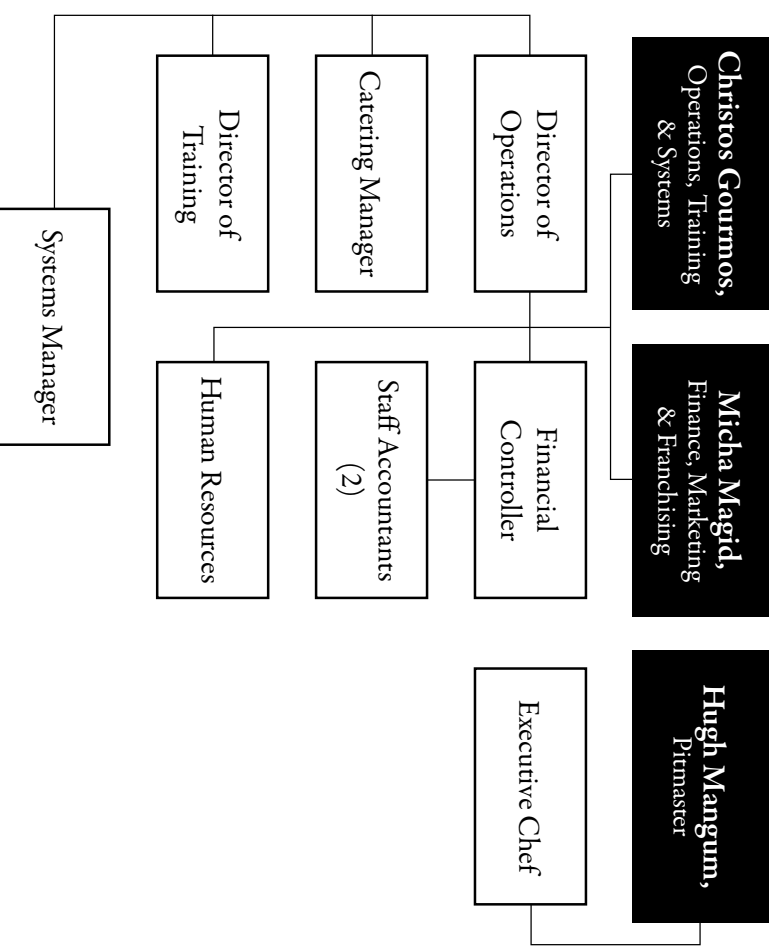 Christos Gourmos,
Operations, Training
& Systems
Micha Magid,
Finance, Marketing
& Franchising
Hugh Mangum,
Pitmaster
Director of
Operations
Financial
Controller
Executive Chef
Catering Manager
Staff Accountants
(2)
Director of
Training
Human Resources
Systems Manager